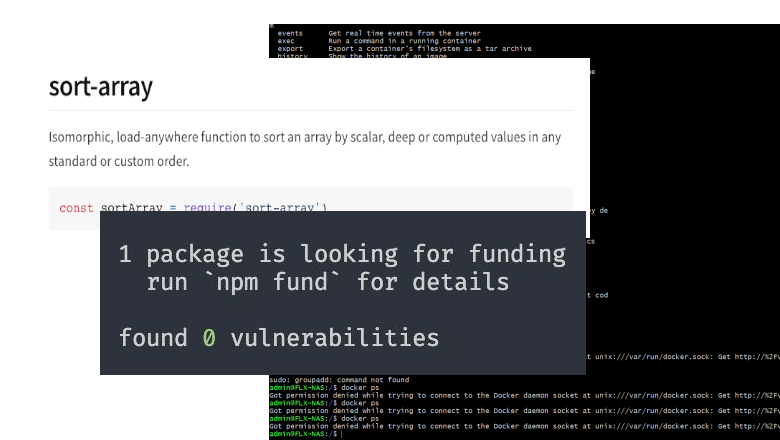 events Get real time events from the server
exec Run a command in a running container
export Export a container's filesystem as a tar archive
history Show the history of an image
sort-array
Isomorphic, load-anywhere function to sort an array by scalar, deep or computed values in any
standard or custom order.
const sortArray = require('sort-array')
y de
cs
t cod
1 package is looking for funding
run `npm fund` for details
found 0 vulnerabilities
t unix:///var/run/docker.sock: Get http://%2Fv
sudo: groupadd: command not found
admin@FLX-NAS:/$ docker ps
Got permission denied while trying to connect to the Docker daemon socket at unix:///var/run/docker.sock: Get http://%2Fv
admin@FLX-NAS:/$ docker ps
Got permission denied while trying to connect to the Docker daemon socket at unix:///var/run/docker.sock: Get http://%2Fv
admin@FLX-NAS:/$ docker ps
Got permission denied while trying to connect to the Docker daemon socket at unix:///var/run/docker.sock: Get http://%2Fv
admin@FLX-NAS:/$